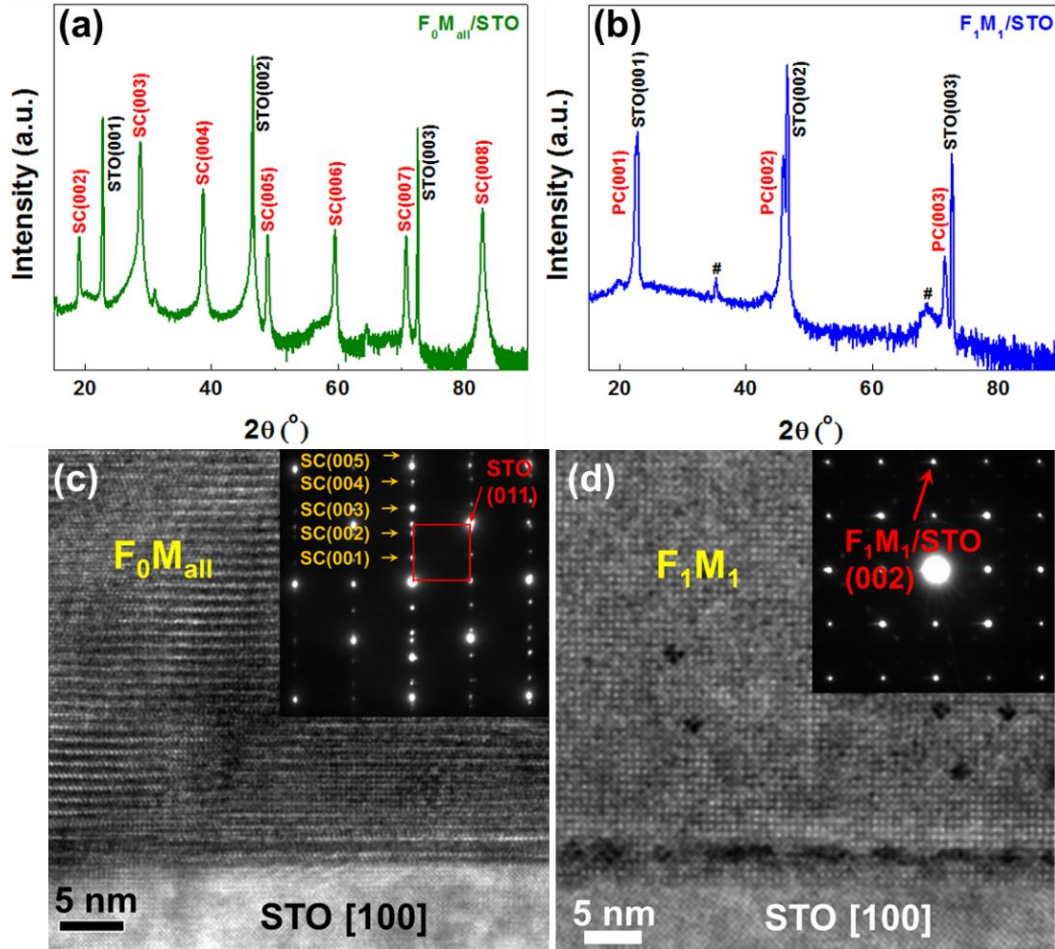 (a)
F₀Mₐₗₗ/STO
Intensity (a.u.)
SC(002)
STO(001)
SC(003)
SC(004)
STO(002)
SC(005)
SC(006)
SC(007)
STO(003)
SC(008)
20 40 60 80
2θ (°)
(b)
F₁M₁/STO
Intensity (a.u.)
PC(001)
STO(001)
#
PC(002)
STO(002)
#
PC(003)
STO(003)
20 40 60 80
2θ (°)
(c)
SC(005)
SC(004)
SC(003)
SC(002)
SC(001)
STO
(011)
F₀Mₐₗₗ
5 nm
STO [100]
(d)
F₁M₁
F₁M₁/STO
(002)
5 nm
STO [100]